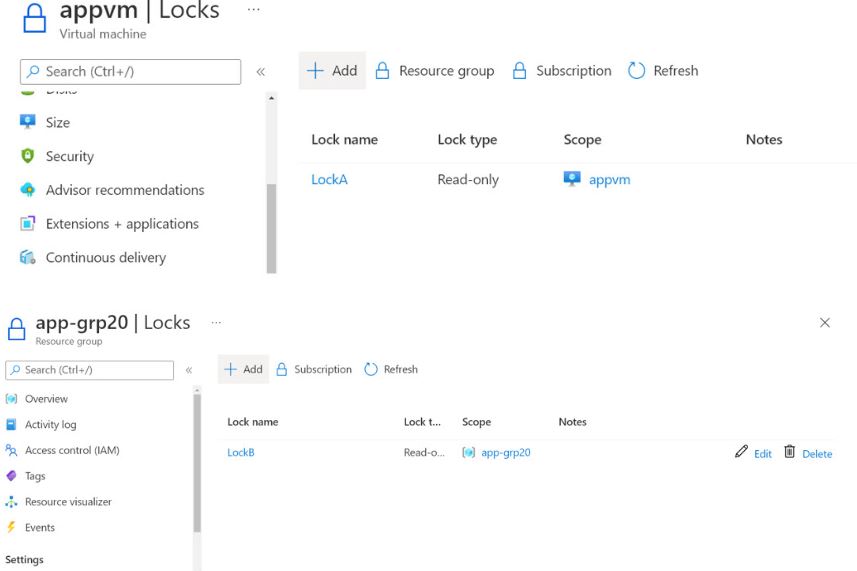 appvm | Locks ...
Virtual machine
Search (Ctrl+/) «
Add Resource group Subscription Refresh
Disks
Size
Security
Advisor recommendations
Extensions + applications
Continuous delivery
Lock name Lock type Scope Notes
LockA Read-only appvm
app-grp20 | Locks ...
Resource group
Search (Ctrl+/) «
Add Subscription Refresh
Overview
Activity log
Access control (IAM)
Tags
Resource visualizer
Events
Settings
Lock name Lock t... Scope Notes
LockB Read-o... app-grp20 Edit Delete